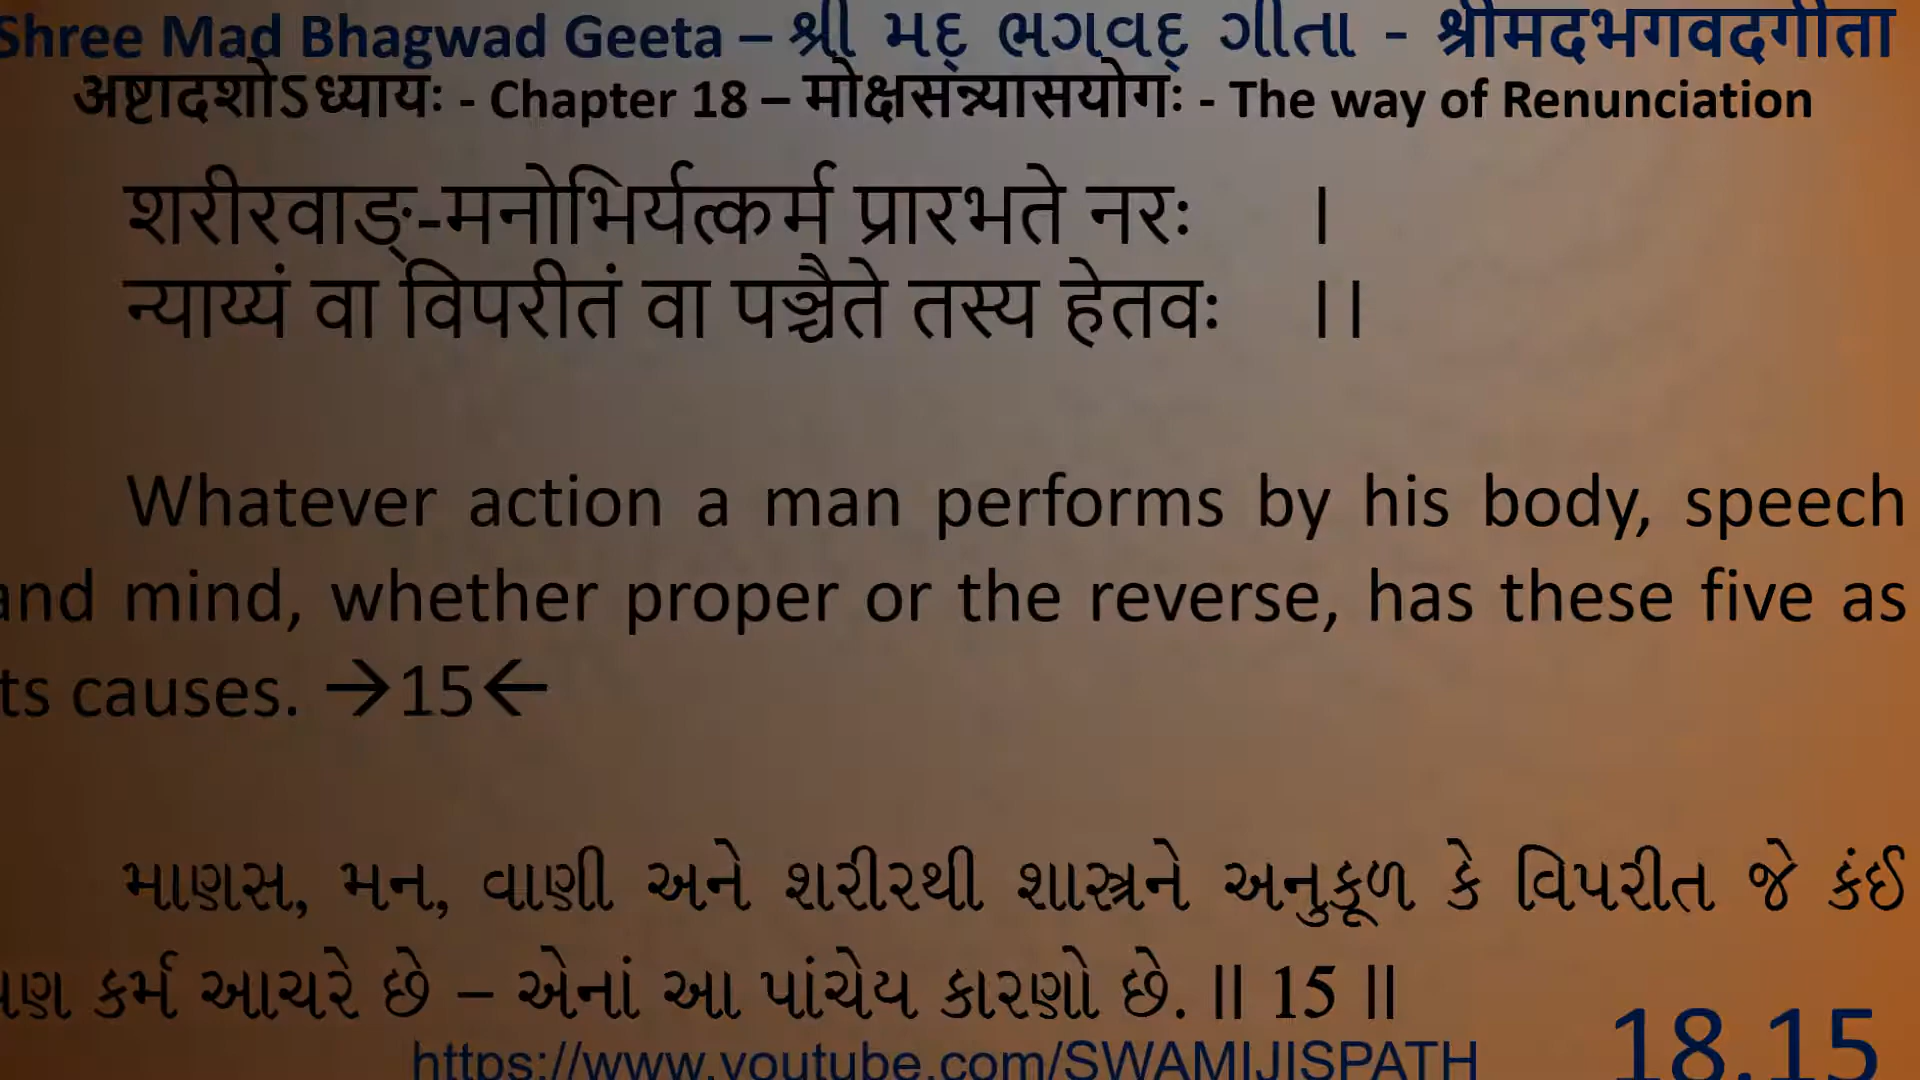 Shree Mad Bhagwad Geeta – શ્રી મદ્ ભગવદ્ ગીતા - श्रीमदभगवदगीता
अष्टादशोऽध्यायः - Chapter 18 – मोक्षसन्न्यासयोगः - The way of Renunciation
शरीरवाङ्-मनोभिर्यत्कर्म प्रारभते नरः ।
न्याय्यं वा विपरीतं वा पञ्चैते तस्य हेतवः ।।
Whatever action a man performs by his body, speech
and mind, whether proper or the reverse, has these five as
ts causes. →15←
માણસ, મન, વાણી અને શરીરથી શાસ્ત્રને અનુકૂળ કે વિપરીત જે કંઈ
પણ કર્મ આચરે છે – એનાં આ પાંચેય કારણો છે. || 15 ||
https://www.youtube.com/SWAMIJISPATH
18.15